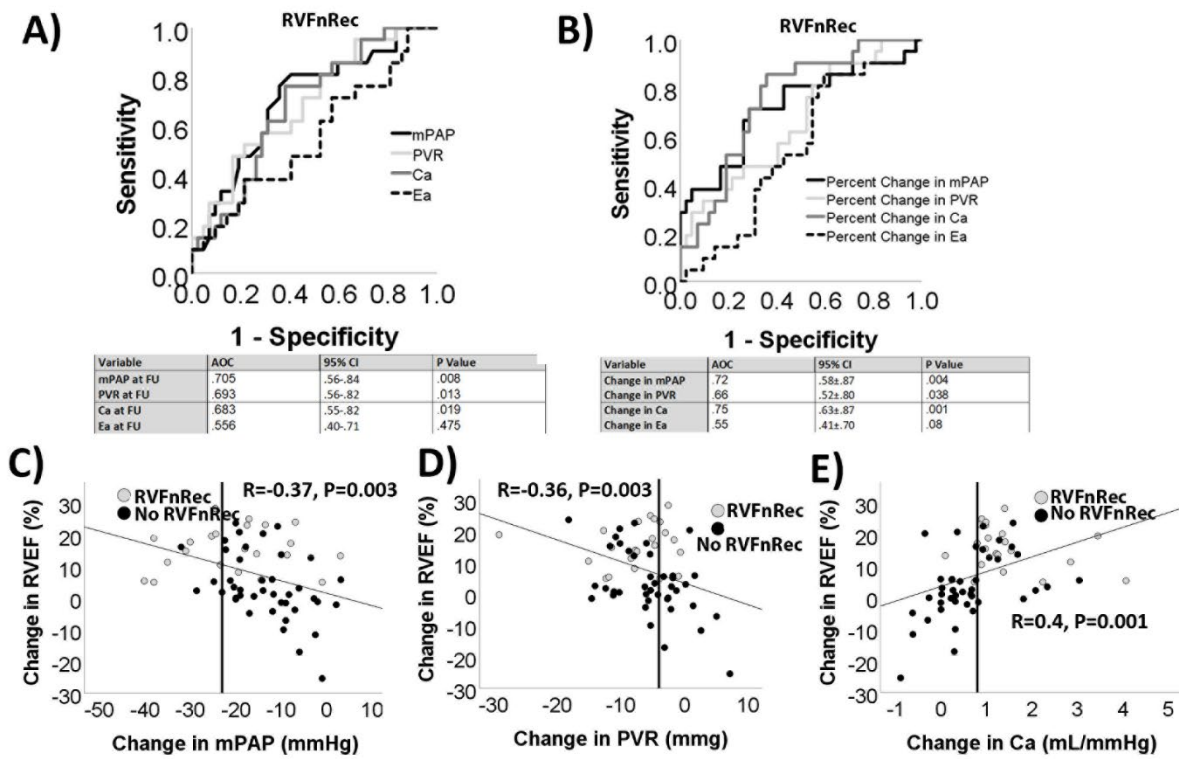 A)
RVFnRec
Sensitivity
1.0
0.8
0.6
0.4
0.2
0.0
mPAP
PVR
Ca
Ea
0.0 0.2 0.4 0.6 0.8 1.0
1 - Specificity
Variable AOC 95% CI P Value
mPAP at FU .705 .56-.84 .008
PVR at FU .693 .56-.82 .013
Ca at FU .683 .55-.82 .019
Ea at FU .556 .40-.71 .475
B)
RVFnRec
Sensitivity
1.0
0.8
0.6
0.4
0.2
0.0
Percent Change in mPAP
Percent Change in PVR
Percent Change in Ca
Percent Change in Ea
0.0 0.2 0.4 0.6 0.8 1.0
1 - Specificity
Variable AOC 95% CI P Value
Change in mPAP .72 .58±.87 .004
Change in PVR .66 .52±.80 .038
Change in Ca .75 .63±.87 .001
Change in Ea .55 .41±.70 .08
C)
RVFnRec
No RVFnRec
R=-0.37, P=0.003
Change in RVEF (%)
30
20
10
0
-10
-20
-30
-50 -40 -30 -20 -10 0 10
Change in mPAP (mmHg)
D)
R=-0.36, P=0.003
RVFnRec
No RVFnRec
Change in RVEF (%)
30
20
10
0
-10
-20
-30
-30 -20 -10 0 10
Change in PVR (mmg)
E)
RVFnRec
No RVFnRec
R=0.4, P=0.001
Change in RVEF (%)
30
20
10
0
-10
-20
-30
-1 0 1 2 3 4 5
Change in Ca (mL/mmHg)